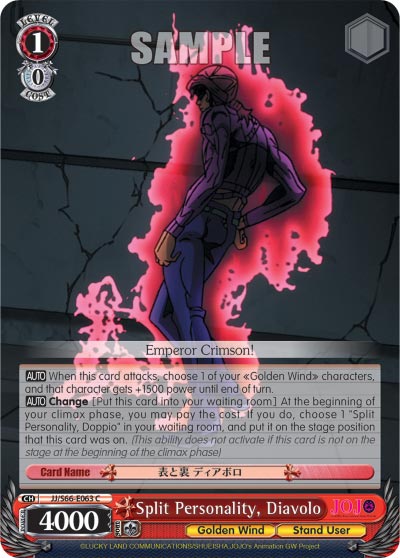 LEVEL
1
0
COST
SAMPLE
Emperor Crimson!
AUTO When this card attacks, choose 1 of your «Golden Wind» characters,
and that character gets +1500 power until end of turn.
AUTO Change [Put this card into your waiting room] At the beginning of
your climax phase, you may pay the cost. If you do, choose 1 "Split
Personality, Doppio" in your waiting room, and put it on the stage position
that this card was on. (This ability does not activate if this card is not on the
stage at the beginning of the climax phase)
Card Name 表と裏 ディアボロ
CH JJ/S66-E063 C
POWER 4000 SOUL Split Personality, Diavolo JOJO
Golden Wind Stand User
©LUCKY LAND COMMUNICATIONS/SHUEISHA,JOJO's Animation GW Project